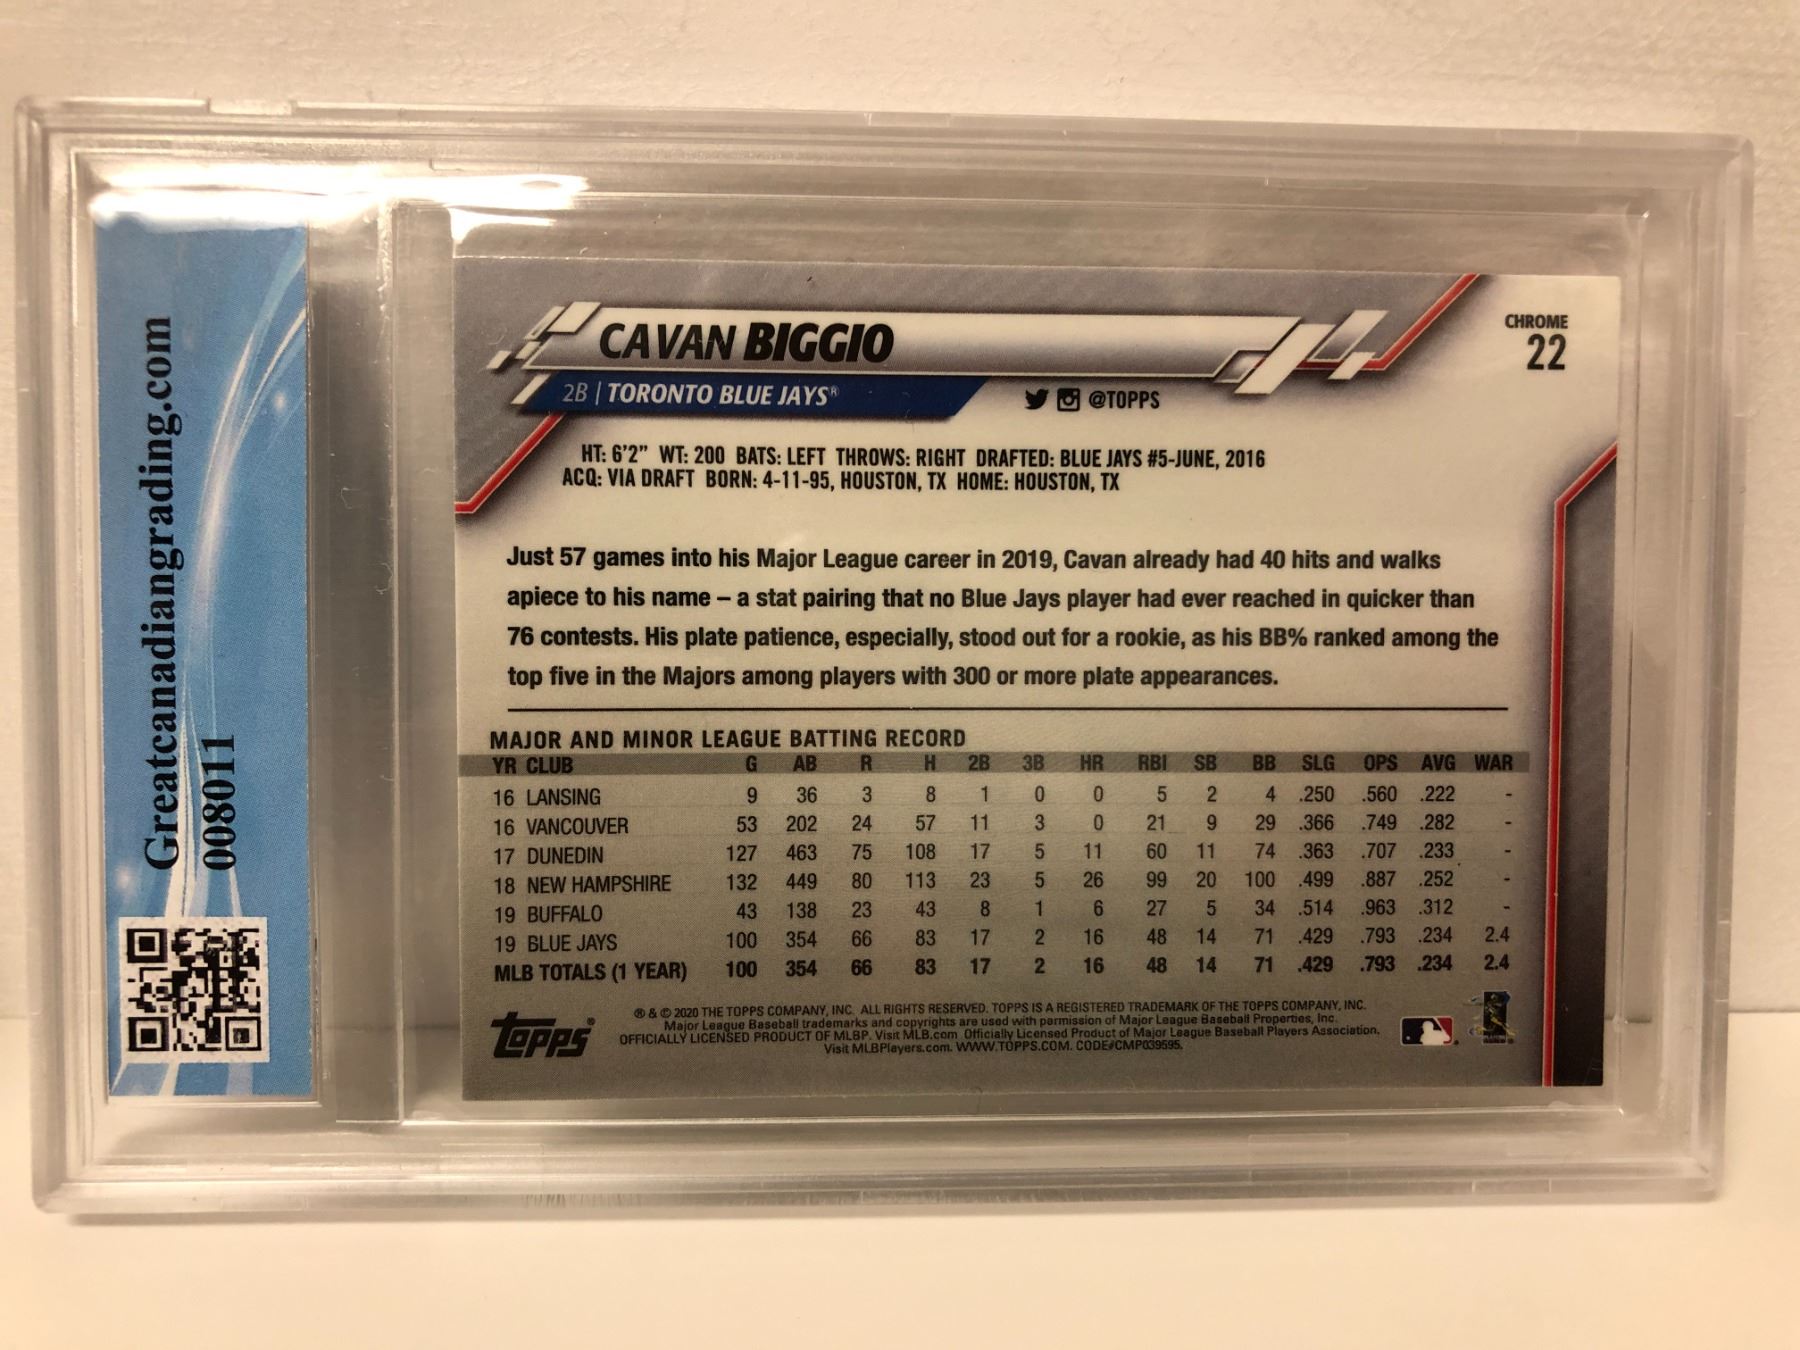 Greatcanadiangrading.com
008011
CAVAN BIGGIO
CHROME
22
2B | TORONTO BLUE JAYS®
@TOPPS
HT: 6'2" WT: 200 BATS: LEFT THROWS: RIGHT DRAFTED: BLUE JAYS #5-JUNE, 2016
ACQ: VIA DRAFT BORN: 4-11-95, HOUSTON, TX HOME: HOUSTON, TX
Just 57 games into his Major League career in 2019, Cavan already had 40 hits and walks
apiece to his name – a stat pairing that no Blue Jays player had ever reached in quicker than
76 contests. His plate patience, especially, stood out for a rookie, as his BB% ranked among the
top five in the Majors among players with 300 or more plate appearances.
MAJOR AND MINOR LEAGUE BATTING RECORD
YR CLUB G AB R H 2B 3B HR RBI SB BB SLG OPS AVG WAR
16 LANSING 9 36 3 8 1 0 0 5 2 4 .250 .560 .222 -
16 VANCOUVER 53 202 24 57 11 3 0 21 9 29 .366 .749 .282 -
17 DUNEDIN 127 463 75 108 17 5 11 60 11 74 .363 .707 .233 -
18 NEW HAMPSHIRE 132 449 80 113 23 5 26 99 20 100 .499 .887 .252 -
19 BUFFALO 43 138 23 43 8 1 6 27 5 34 .514 .963 .312 -
19 BLUE JAYS 100 354 66 83 17 2 16 48 14 71 .429 .793 .234 2.4
MLB TOTALS (1 YEAR) 100 354 66 83 17 2 16 48 14 71 .429 .793 .234 2.4
topps®
® & © 2020 THE TOPPS COMPANY, INC. ALL RIGHTS RESERVED. TOPPS IS A REGISTERED TRADEMARK OF THE TOPPS COMPANY, INC.
Major League Baseball trademarks and copyrights are used with permission of Major League Baseball Properties, Inc.
OFFICIALLY LICENSED PRODUCT OF MLBP. Visit MLB.com Officially Licensed Product of Major League Baseball Players Association.
Visit MLBPlayers.com. WWW.TOPPS.COM. CODE#CMP039595.